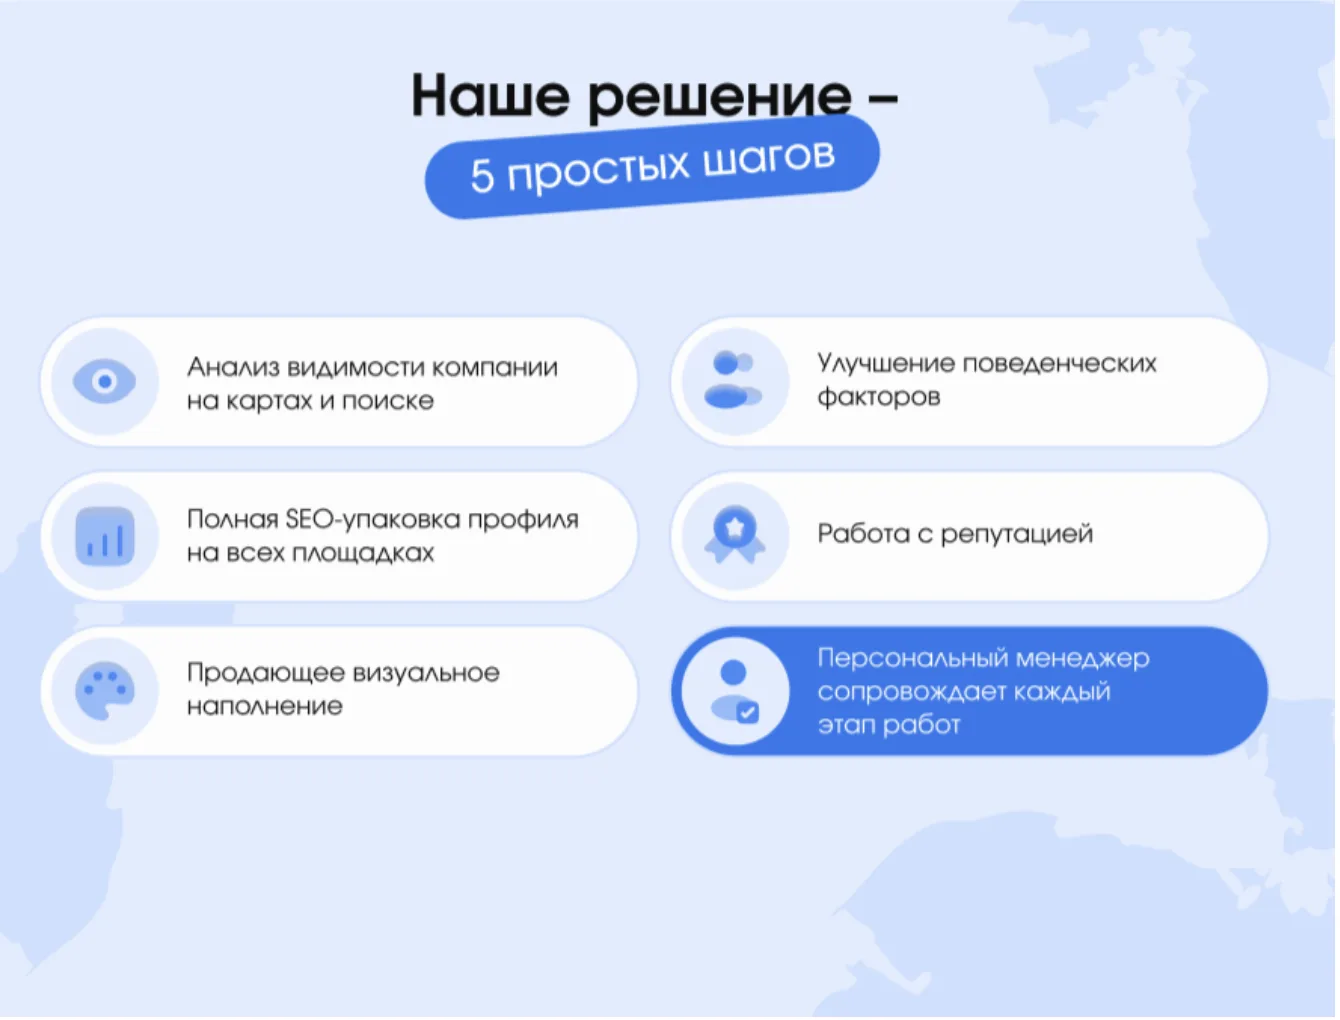 Наше решение –
5 простых шагов
Анализ видимости компании
на картах и поиске
Полная SEO-упаковка профиля
на всех площадках
Продающее визуальное
наполнение
Улучшение поведенческих
факторов
Работа с репутацией
Персональный менеджер
сопровождает каждый
этап работ